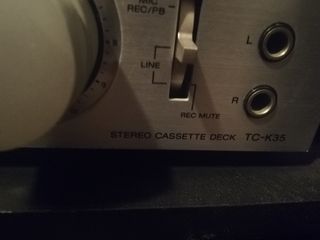 MIC
REC/PB
L
LINE
R
REC MUTE
STEREO CASSETTE DECK TC-K35